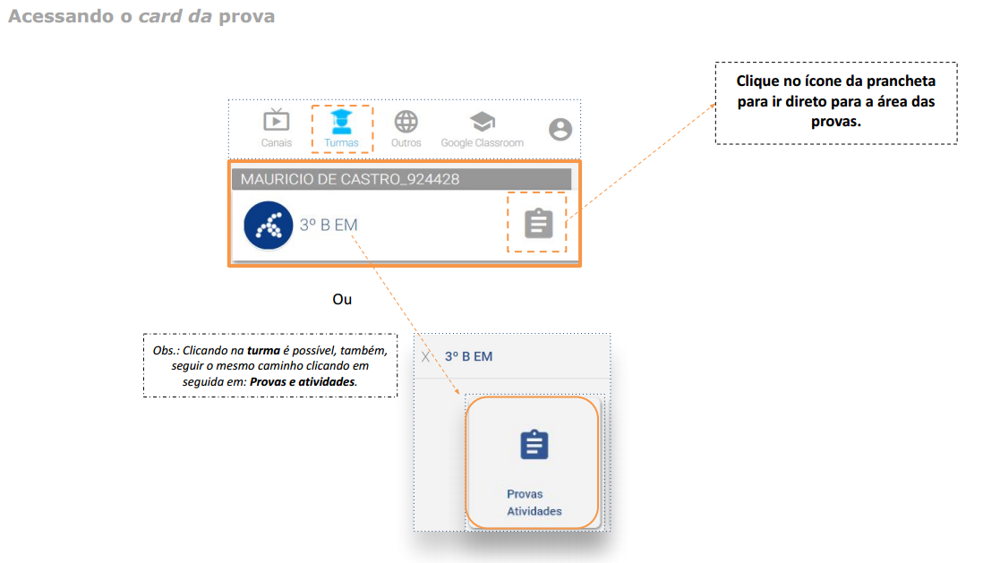 Acessando o card da prova
Clique no ícone da prancheta
para ir direto para a área das
provas.
Canais
Turmas
Outros
Google Classroom
MAURICIO DE CASTRO_924428
3º B EM
Ou
Obs.: Clicando na turma é possível, também,
seguir o mesmo caminho clicando em
seguida em: Provas e atividades.
X 3º B EM
Provas
Atividades